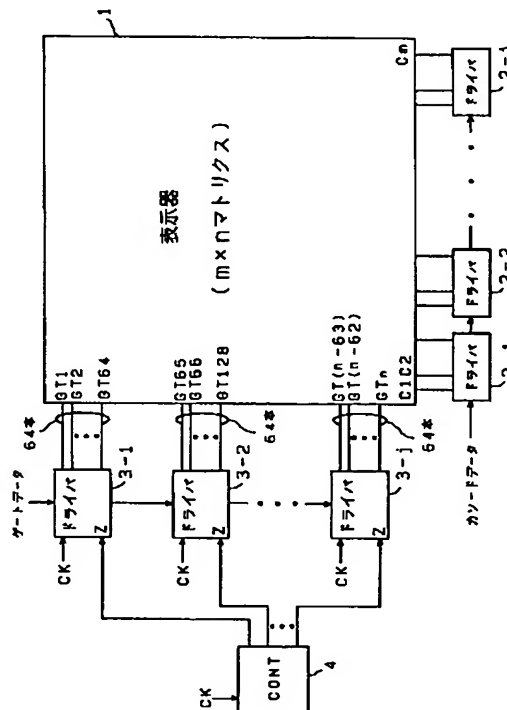 1
表示器
(m×nマトリクス)
GT1
GT2
GT64
GT65
GT66
GT128
GT(n-63)
GT(n-62)
GTn
C1C2
Cm
64本
64本
64本
ゲートデータ
CK
ドライバ
Z
3-1
CK
ドライバ
Z
3-2
CK
ドライバ
Z
3-j
CK
CONT
4
カソードデータ
ドライバ
ドライバ
ドライバ